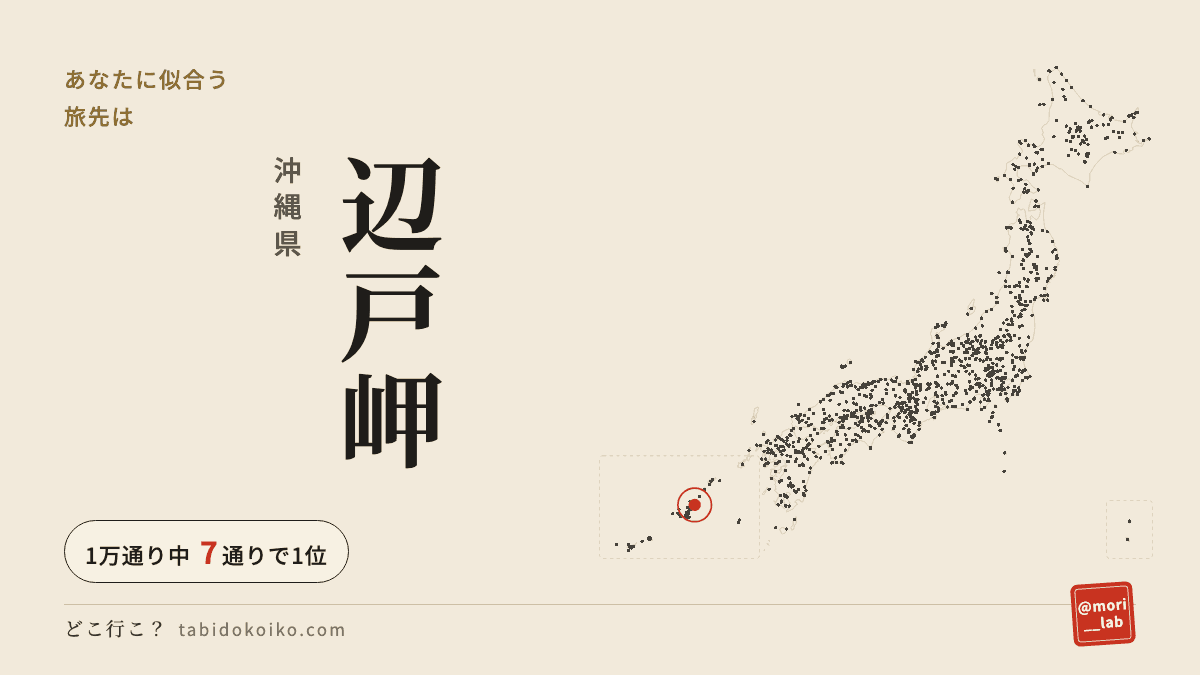 あなたに似合う
旅先は
辺戸岬
沖縄県
1万通り中 7通りで1位
どこ行こ？ tabidokoiko.com
@mori
__lab